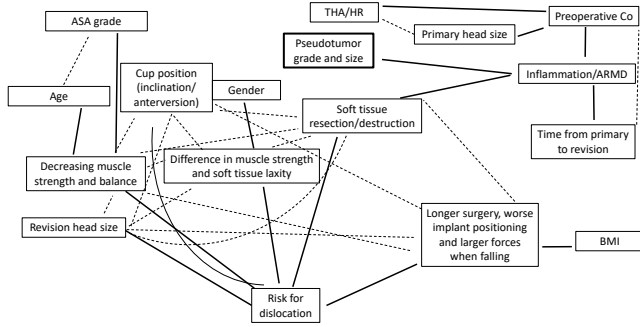 THA/HR
Preoperative Co
ASA grade
Primary head size
Pseudotumor
grade and size
Cup position
(inclination/
anterversion)
Gender
Inflammation/ARMD
Age
Soft tissue
resection/destruction
Time from primary
to revision
Decreasing muscle
strength and balance
Difference in muscle strength
and soft tissue laxity
Revision head size
Longer surgery, worse
implant positioning
and larger forces
when falling
BMI
Risk for
dislocation